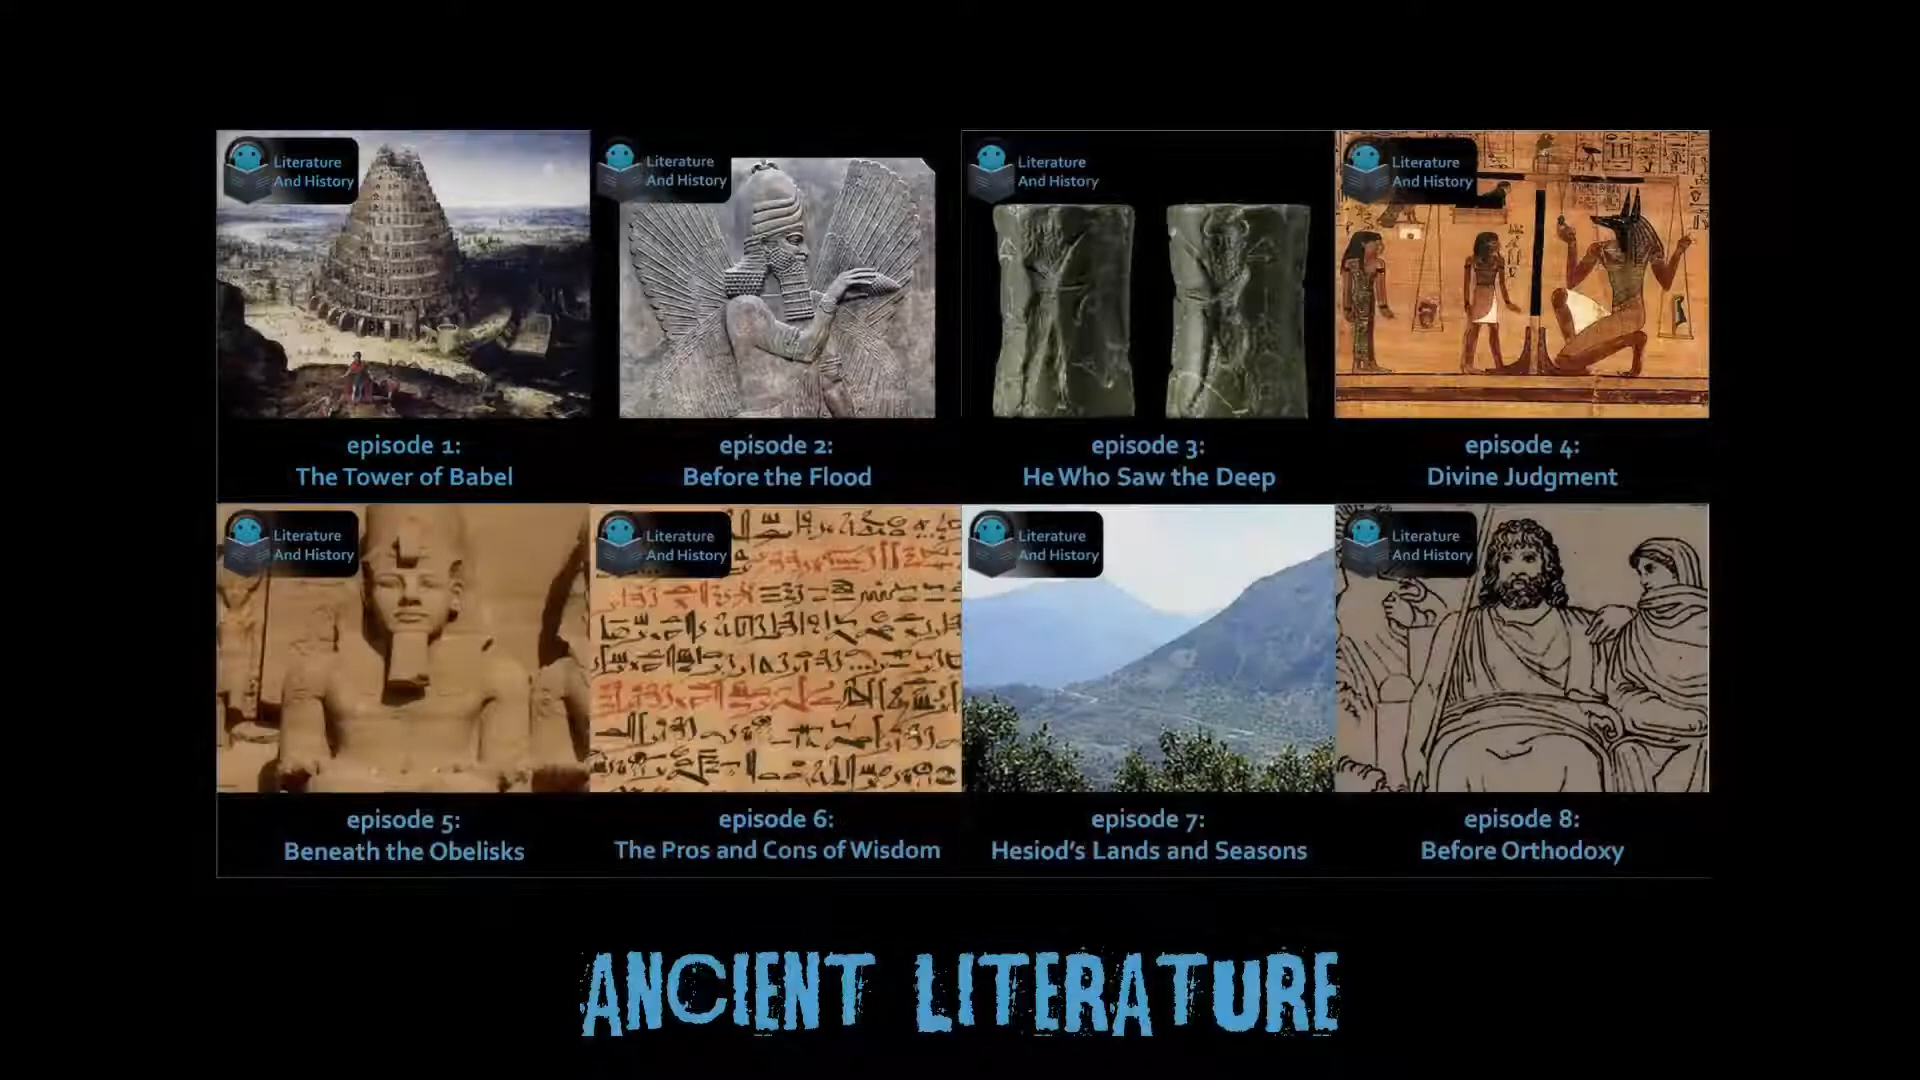 Literature
And History
Literature
And History
Literature
And History
Literature
And History
episode 1:
The Tower of Babel
episode 2:
Before the Flood
episode 3:
He Who Saw the Deep
episode 4:
Divine Judgment
Literature
And History
Literature
And History
Literature
And History
Literature
And History
episode 5:
Beneath the Obelisks
episode 6:
The Pros and Cons of Wisdom
episode 7:
Hesiod's Lands and Seasons
episode 8:
Before Orthodoxy
ANCIENT LITERATURE